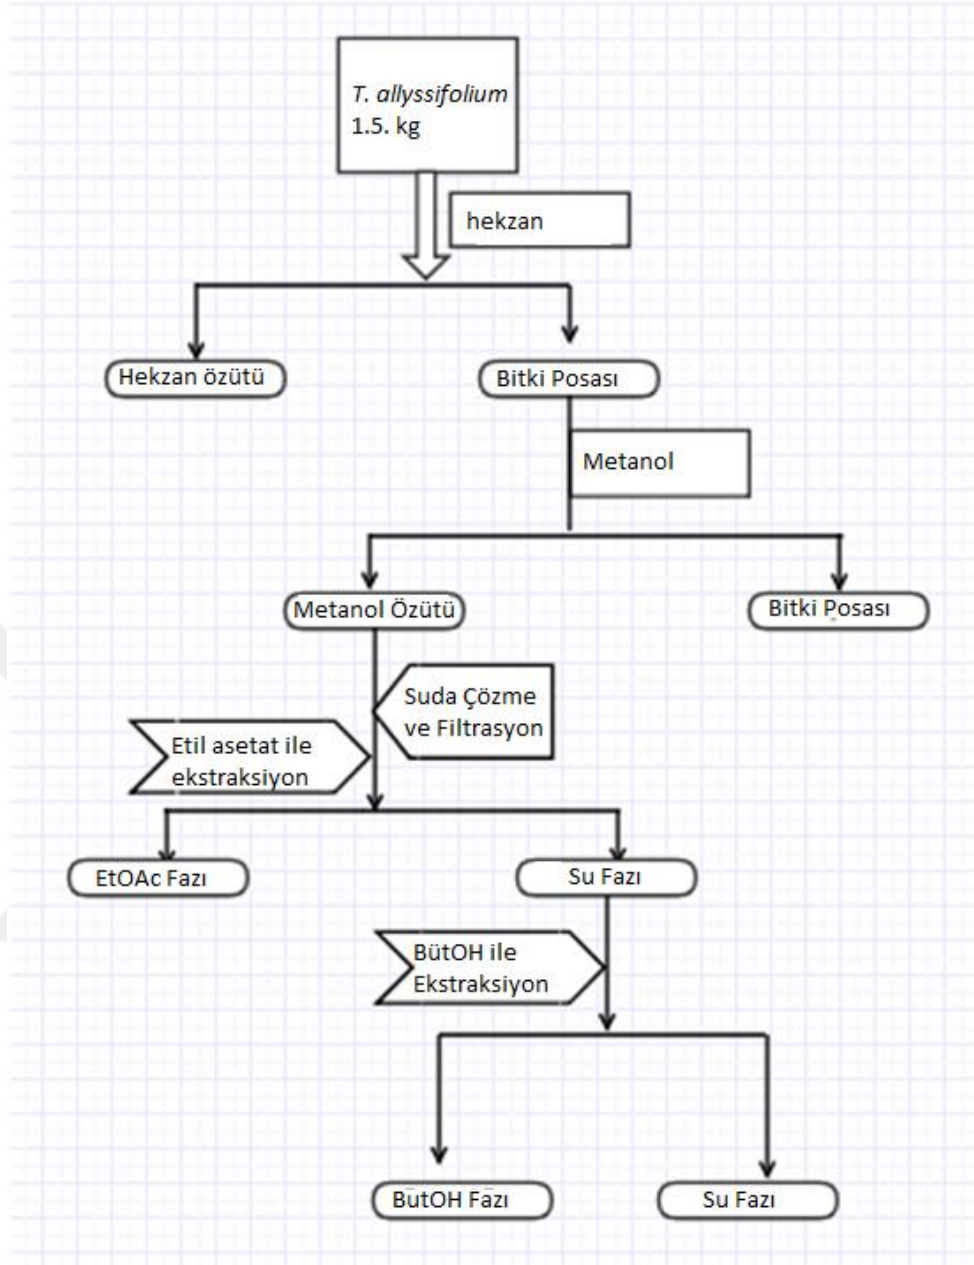 T. allyssifolium
1.5. kg
hekzan
Hekzan özütü
Bitki Posası
Metanol
Metanol Özütü
Bitki Posası
Suda Çözme
ve Filtrasyon
Etil asetat ile
ekstraksiyon
EtOAc Fazı
Su Fazı
BütOH ile
Ekstraksiyon
BütOH Fazı
Su Fazı